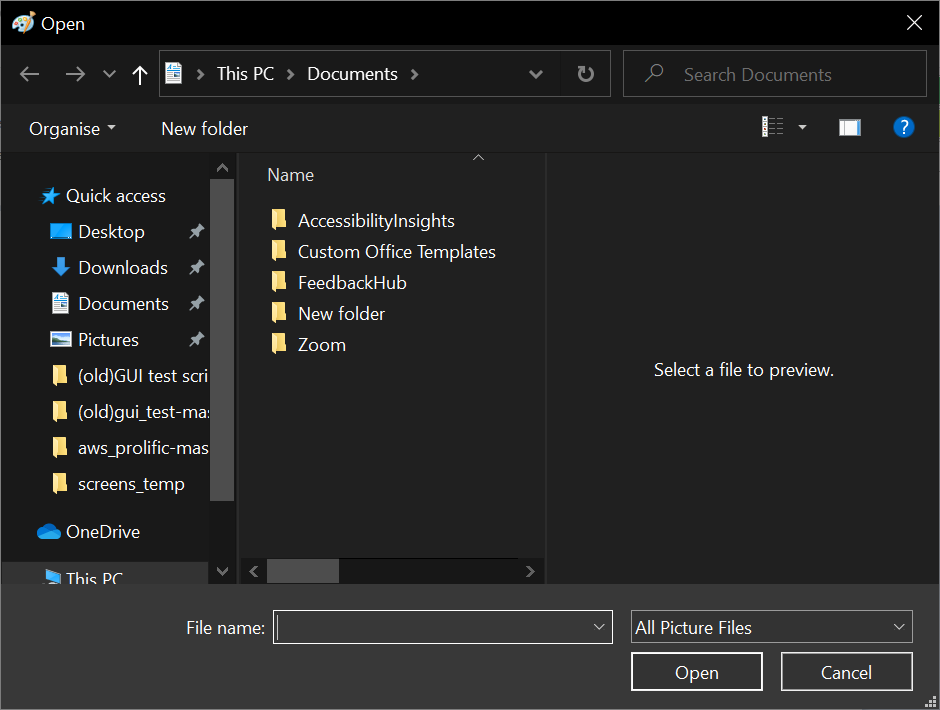 Open
This PC
Documents
Search Documents
Organise
New folder
?
Name
Quick access
Desktop
Downloads
Documents
Pictures
(old)GUI test scri
(old)gui_test-mas
aws_prolific-mas
screens_temp
OneDrive
This PC
AccessibilityInsights
Custom Office Templates
FeedbackHub
New folder
Zoom
Select a file to preview.
File name:
All Picture Files
Open
Cancel